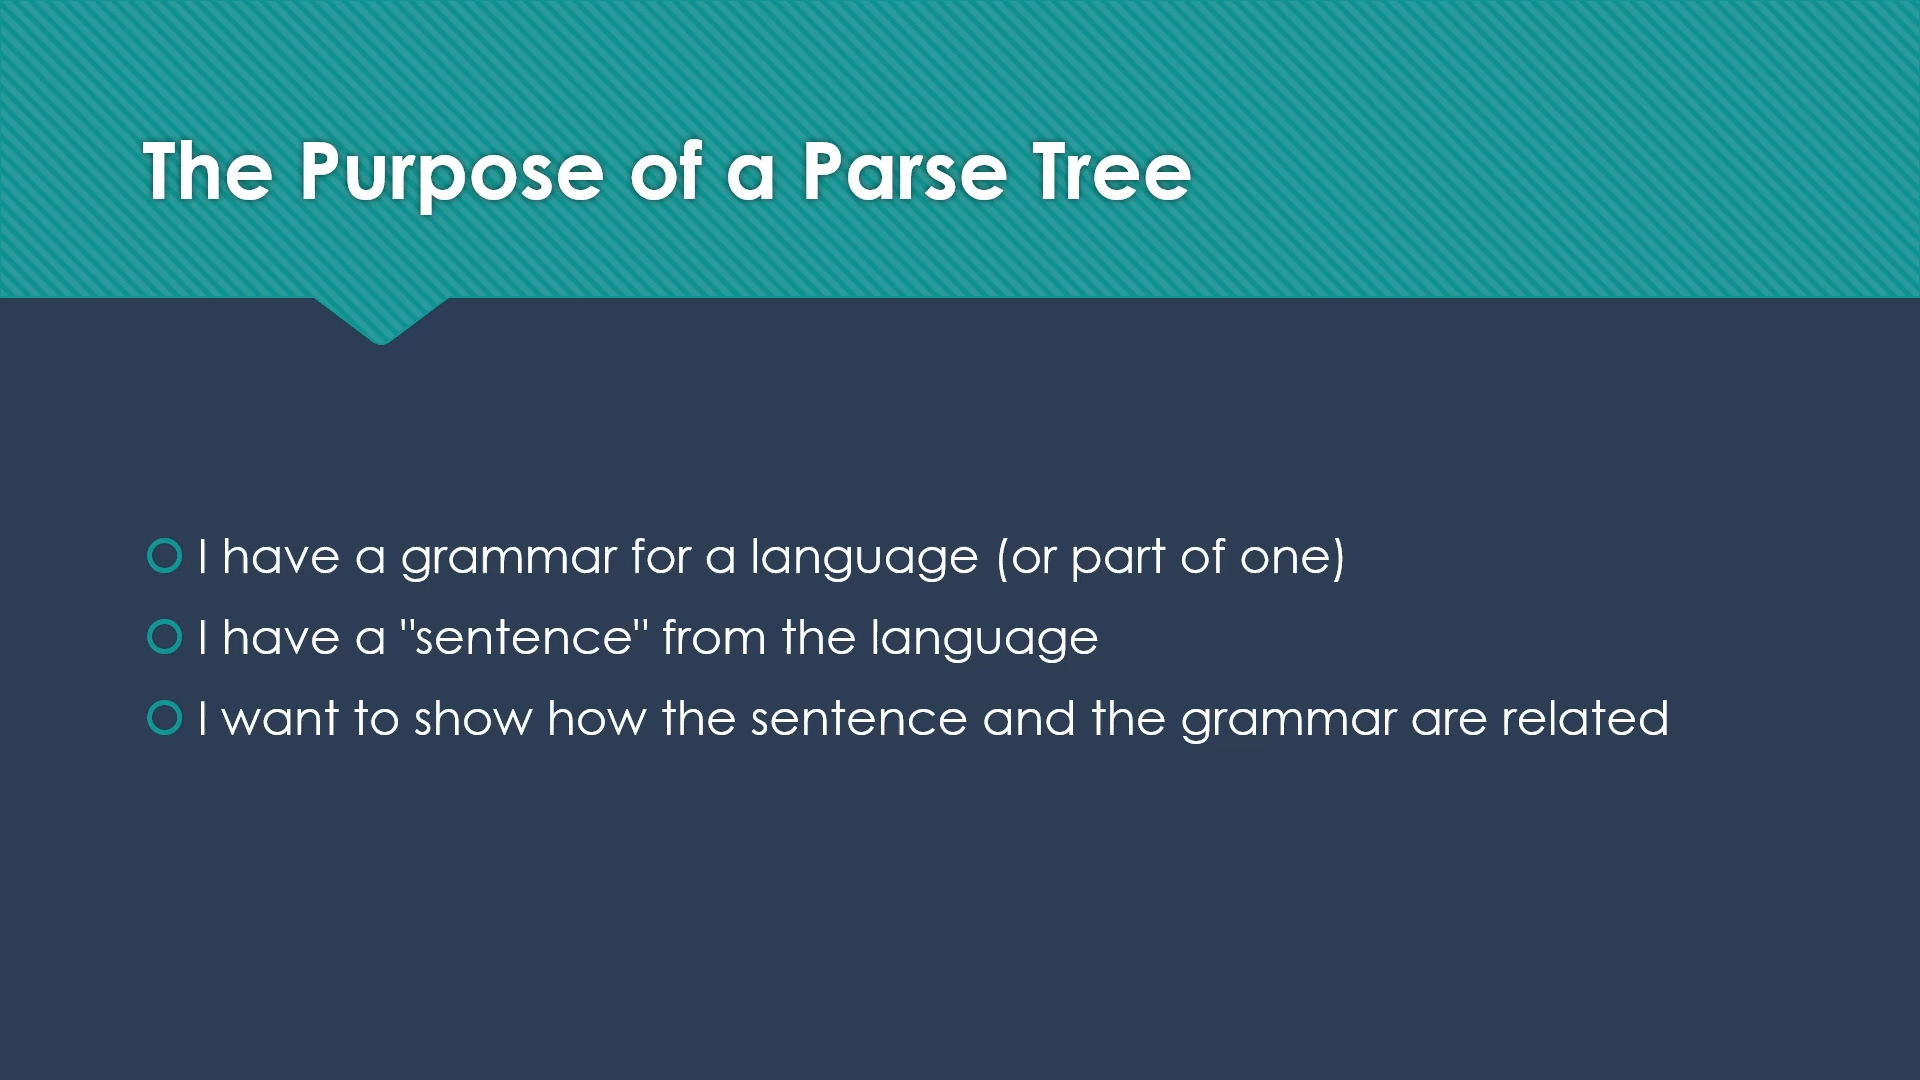 The Purpose of a Parse Tree
I have a grammar for a language (or part of one)
I have a "sentence" from the language
I want to show how the sentence and the grammar are related